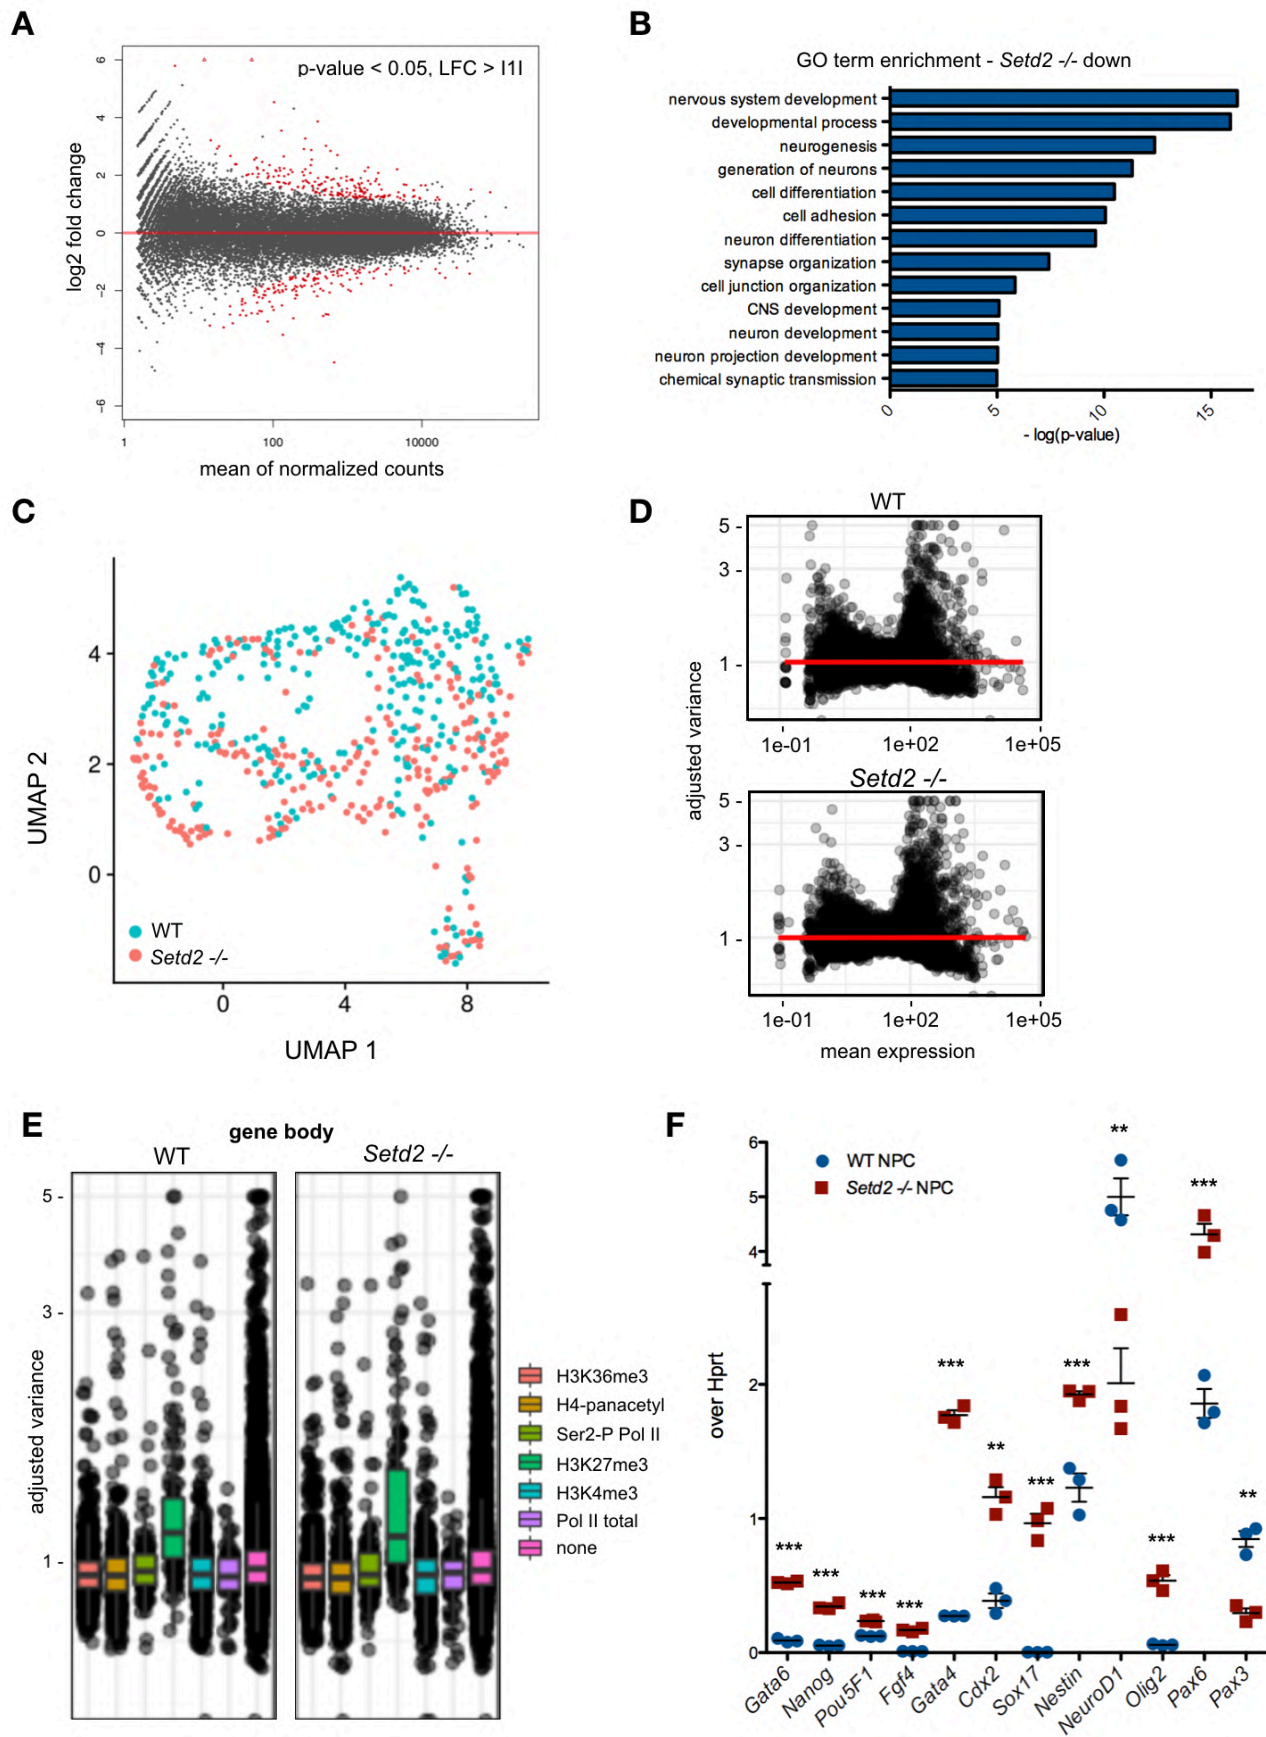 A
p-value < 0.05, LFC > I1I
log2 fold change
6
4
2
0
−2
−4
−6
1
100
10000
mean of normalized counts
B
GO term enrichment - Setd2 -/- down
nervous system development
developmental process
neurogenesis
generation of neurons
cell differentiation
cell adhesion
neuron differentiation
synapse organization
cell junction organization
CNS development
neuron development
neuron projection development
chemical synaptic transmission
0
5
10
15
- log(p-value)
C
UMAP 2
4
2
0
WT
Setd2 -/-
0
4
8
UMAP 1
D
WT
5 -
3 -
1 -
1e-01
1e+02
1e+05
Setd2 -/-
adjusted variance
5 -
3 -
1 -
1e-01
1e+02
1e+05
mean expression
E
gene body
WT
Setd2 -/-
adjusted variance
5 -
3 -
1 -
H3K36me3
H4-panacetyl
Ser2-P Pol II
H3K27me3
H3K4me3
Pol II total
none
F
over Hprt
6
5
4
2
1
0
WT NPC
Setd2 -/- NPC
***
***
***
***
***
**
***
***
**
***
***
**
Gata6
Nanog
Pou5F1
Fgf4
Gata4
Cdx2
Sox17
Nestin
NeuroD1
Olig2
Pax6
Pax3